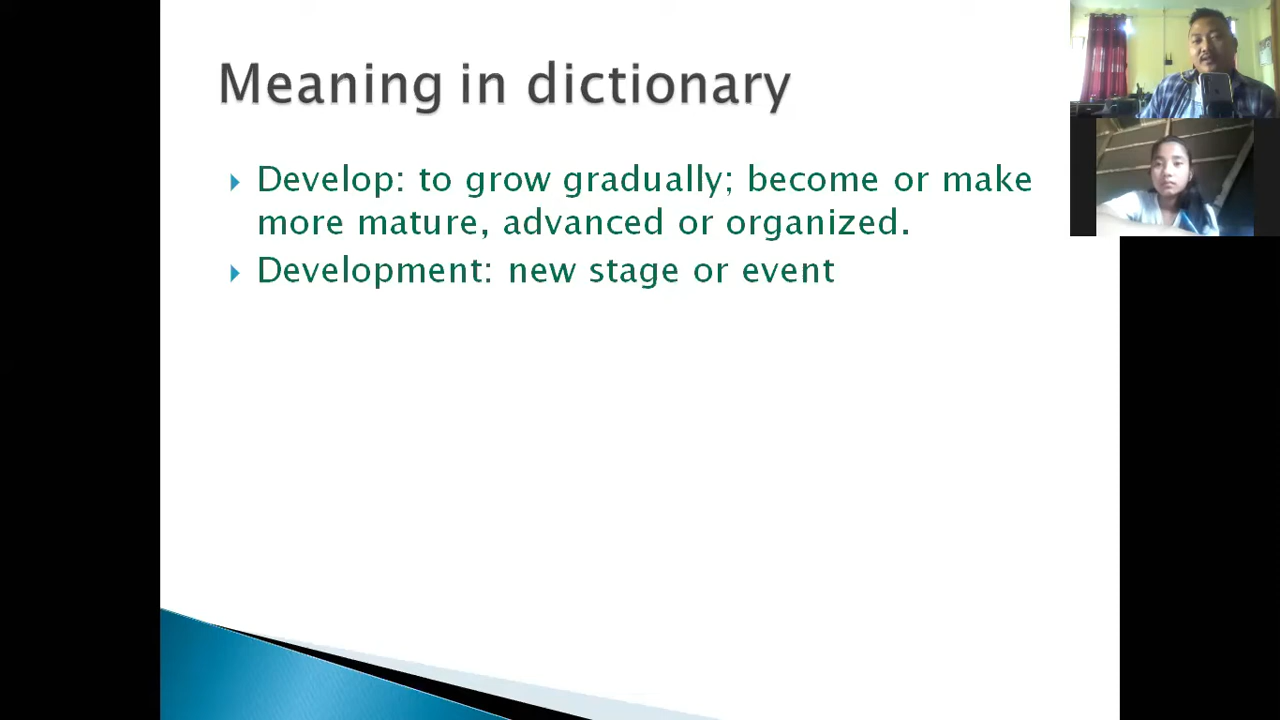 Meaning in dictionary
Develop: to grow gradually; become or make
more mature, advanced or organized.
Development: new stage or event